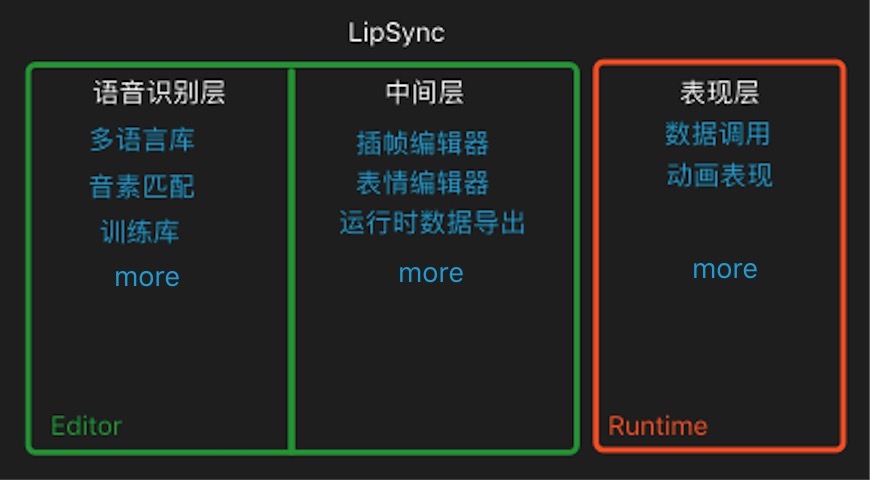 LipSync
语音识别层
多语言库
音素匹配
训练库
more
Editor
中间层
插帧编辑器
表情编辑器
运行时数据导出
more
表现层
数据调用
动画表现
more
Runtime